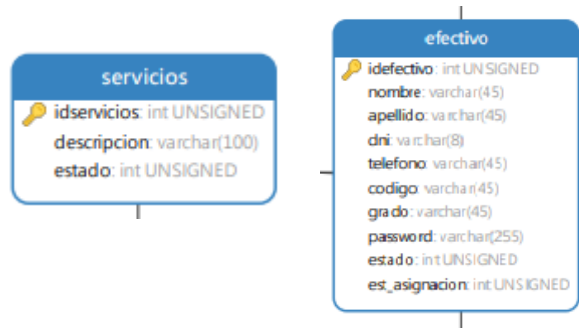 servicios
idservicios: int UNSIGNED
descripcion: varchar(100)
estado: int UNSIGNED
efectivo
idefectivo: int UNSIGNED
nombre: varchar(45)
apellido: varchar(45)
dni: varchar(8)
telefono: varchar(45)
codigo: varchar(45)
grado: varchar(45)
password: varchar(255)
estado: int UNSIGNED
est_asignacion: int UNSIGNED